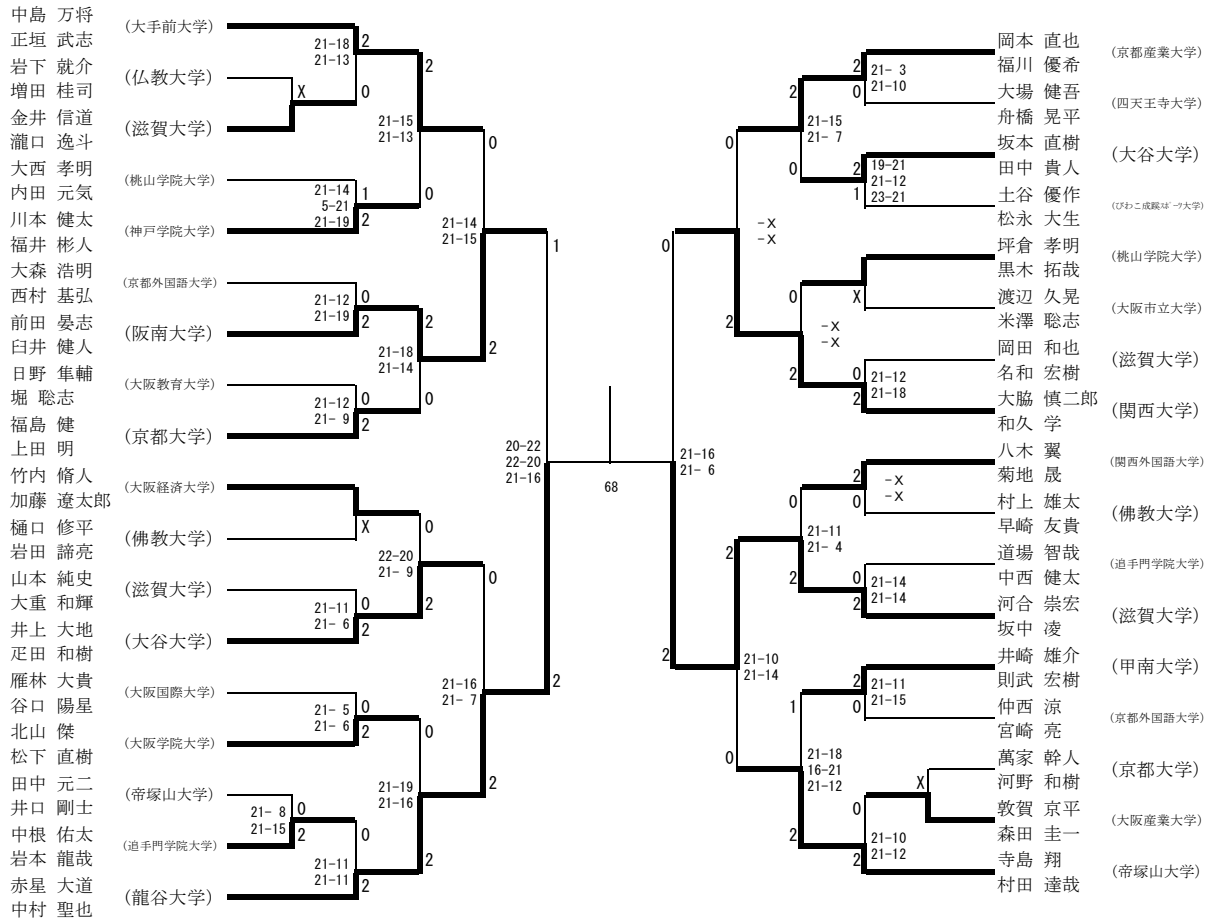 中島 万将
正垣 武志
(大手前大学)
岩下 就介
増田 桂司
(仏教大学)
金井 信道
瀧口 逸斗
(滋賀大学)
大西 孝明
内田 元気
(桃山学院大学)
川本 健太
福井 彬人
(神戸学院大学)
大森 浩明
西村 基弘
(京都外国語大学)
前田 晏志
臼井 健人
(阪南大学)
日野 隼輔
堀 聡志
(大阪教育大学)
福島 健
上田 明
(京都大学)
竹内 脩人
加藤 遼太郎
(大阪経済大学)
樋口 修平
岩田 諦亮
(佛教大学)
山本 純史
大重 和輝
(滋賀大学)
井上 大地
疋田 和樹
(大谷大学)
雁林 大貴
谷口 陽星
(大阪国際大学)
北山 傑
松下 直樹
(大阪学院大学)
田中 元二
井口 剛士
(帝塚山大学)
中根 佑太
岩本 龍哉
(追手門学院大学)
赤星 大道
中村 聖也
(龍谷大学)
X
21- 8
21-15
0
2
21-18
21-13
2
0
21-14
5-21
21-19
1
2
21-12
21-19
0
2
21-12
21- 9
0
2
X
21-11
21- 6
0
2
21- 5
21- 6
0
2
21-11
21-11
0
2
21-15
21-13
2
0
21-18
21-14
2
0
22-20
21- 9
0
2
21-19
21-16
0
2
21-14
21-15
0
2
21-16
21- 7
0
2
20-22
22-20
21-16
1
2
68
21-16
21- 6
0
2
-X
-X
0
2
21-10
21-14
2
0
21-15
21- 7
2
0
-X
-X
0
2
21-11
21- 4
0
2
21-18
16-21
21-12
1
2
21- 3
21-10
2
0
19-21
21-12
23-21
2
1
X
21-12
21-18
0
2
-X
-X
2
0
21-14
21-14
0
2
21-11
21-15
2
0
X
21-10
21-12
0
2
岡本 直也
福川 優希
(京都産業大学)
大場 健吾
舟橋 晃平
(四天王寺大学)
坂本 直樹
田中 貴人
(大谷大学)
土谷 優作
松永 大生
(びわこ成蹊ｽﾎﾟｰﾂ大学)
坪倉 孝明
黒木 拓哉
(桃山学院大学)
渡辺 久晃
米澤 聡志
(大阪市立大学)
岡田 和也
名和 宏樹
(滋賀大学)
大脇 慎二郎
和久 学
(関西大学)
八木 翼
菊地 晟
(関西外国語大学)
村上 雄太
早崎 友貴
(佛教大学)
道場 智哉
中西 健太
(追手門学院大学)
河合 崇宏
坂中 凌
(滋賀大学)
井崎 雄介
則武 宏樹
(甲南大学)
仲西 涼
宮崎 亮
(京都外国語大学)
萬家 幹人
河野 和樹
(京都大学)
敦賀 京平
森田 圭一
(大阪産業大学)
寺島 翔
村田 達哉
(帝塚山大学)